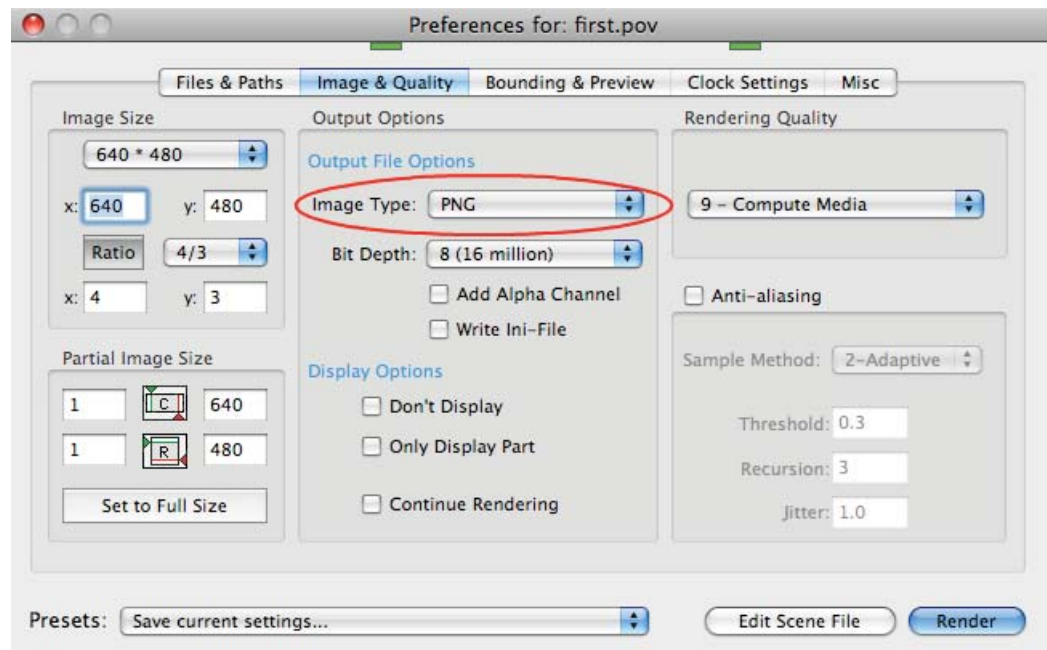 Preferences for: first.pov
Files & Paths
Image & Quality
Bounding & Preview
Clock Settings
Misc
Image Size
640 * 480
x: 640 y: 480
Ratio 4/3
x: 4 y: 3
Partial Image Size
1 C 640
1 R 480
Set to Full Size
Output Options
Output File Options
Image Type: PNG
Bit Depth: 8 (16 million)
Add Alpha Channel
Write Ini-File
Display Options
Don't Display
Only Display Part
Continue Rendering
Rendering Quality
9 - Compute Media
Anti-aliasing
Sample Method: 2-Adaptive
Threshold: 0.3
Recursion: 3
Jitter: 1.0
Presets: Save current settings...
Edit Scene File
Render